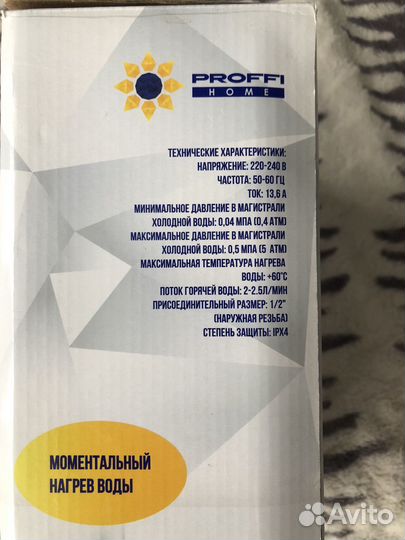 PROFFI
HOME
ТЕХНИЧЕСКИЕ ХАРАКТЕРИСТИКИ:
НАПРЯЖЕНИЕ: 220-240 В
ЧАСТОТА: 50-60 ГЦ
ТОК: 13,6 А
МИНИМАЛЬНОЕ ДАВЛЕНИЕ В МАГИСТРАЛИ
ХОЛОДНОЙ ВОДЫ: 0,04 МПА (0,4 АТМ)
МАКСИМАЛЬНОЕ ДАВЛЕНИЕ В МАГИСТРАЛИ
ХОЛОДНОЙ ВОДЫ: 0,5 МПА (5 АТМ)
МАКСИМАЛЬНАЯ ТЕМПЕРАТУРА НАГРЕВА
ВОДЫ: +60°C
ПОТОК ГОРЯЧЕЙ ВОДЫ: 2-2.5Л/МИН
ПРИСОЕДИНИТЕЛЬНЫЙ РАЗМЕР: 1/2"
(НАРУЖНАЯ РЕЗЬБА)
СТЕПЕНЬ ЗАЩИТЫ: IPX4
МОМЕНТАЛЬНЫЙ
НАГРЕВ ВОДЫ
Avito